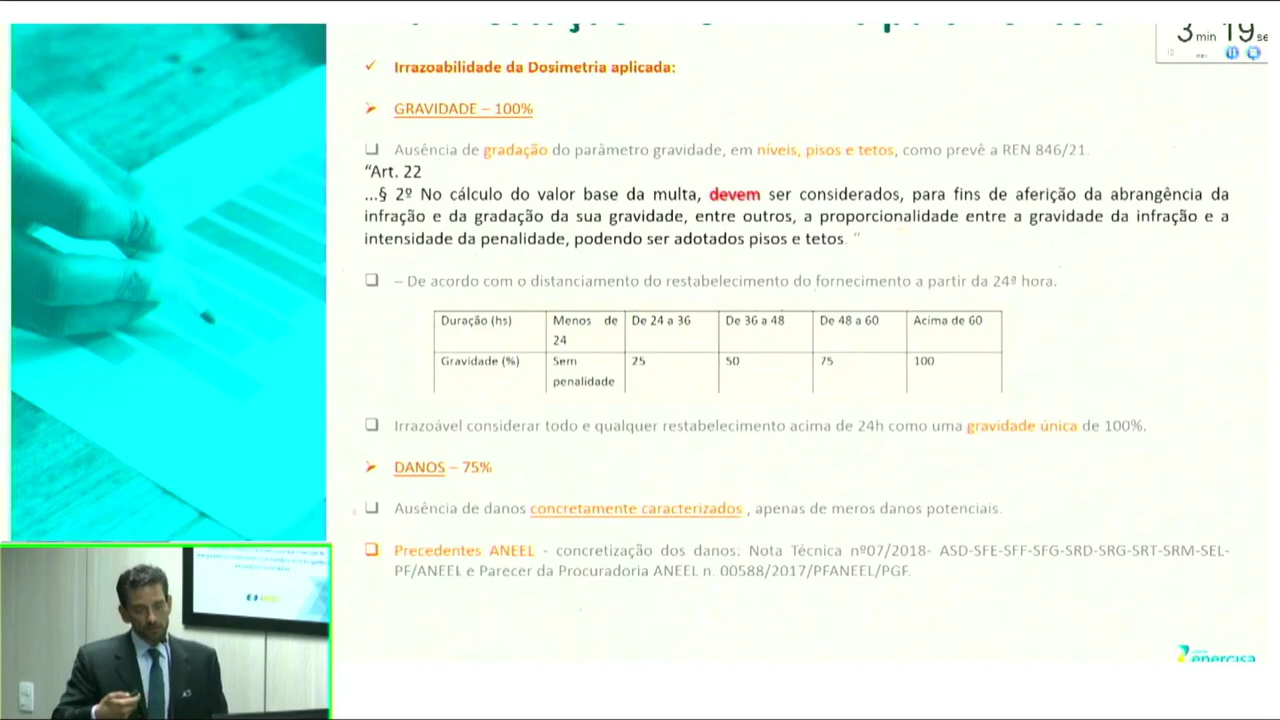 3 min 19 se
✓ Irrazoabilidade da Dosimetria aplicada:
➤ GRAVIDADE – 100%
❑ Ausência de gradação do parâmetro gravidade, em níveis, pisos e tetos, como prevê a REN 846/21.
“Art. 22
...§ 2º No cálculo do valor base da multa, devem ser considerados, para fins de aferição da abrangência da
infração e da gradação da sua gravidade, entre outros, a proporcionalidade entre a gravidade da infração e a
intensidade da penalidade, podendo ser adotados pisos e tetos. “
❑ – De acordo com o distanciamento do restabelecimento do fornecimento a partir da 24ª hora.
Duração (hs) Menos de 24 De 24 a 36 De 36 a 48 De 48 a 60 Acima de 60
Gravidade (%) Sem penalidade 25 50 75 100
❑ Irrazoável considerar todo e qualquer restabelecimento acima de 24h como uma gravidade única de 100%.
➤ DANOS – 75%
❑ Ausência de danos concretamente caracterizados , apenas de meros danos potenciais.
❑ Precedentes ANEEL - concretização dos danos: Nota Técnica nº07/2018- ASD-SFE-SFF-SFG-SRD-SRG-SRT-SRM-SEL-
PF/ANEEL e Parecer da Procuradoria ANEEL n. 00588/2017/PFANEEL/PGF.
energisa